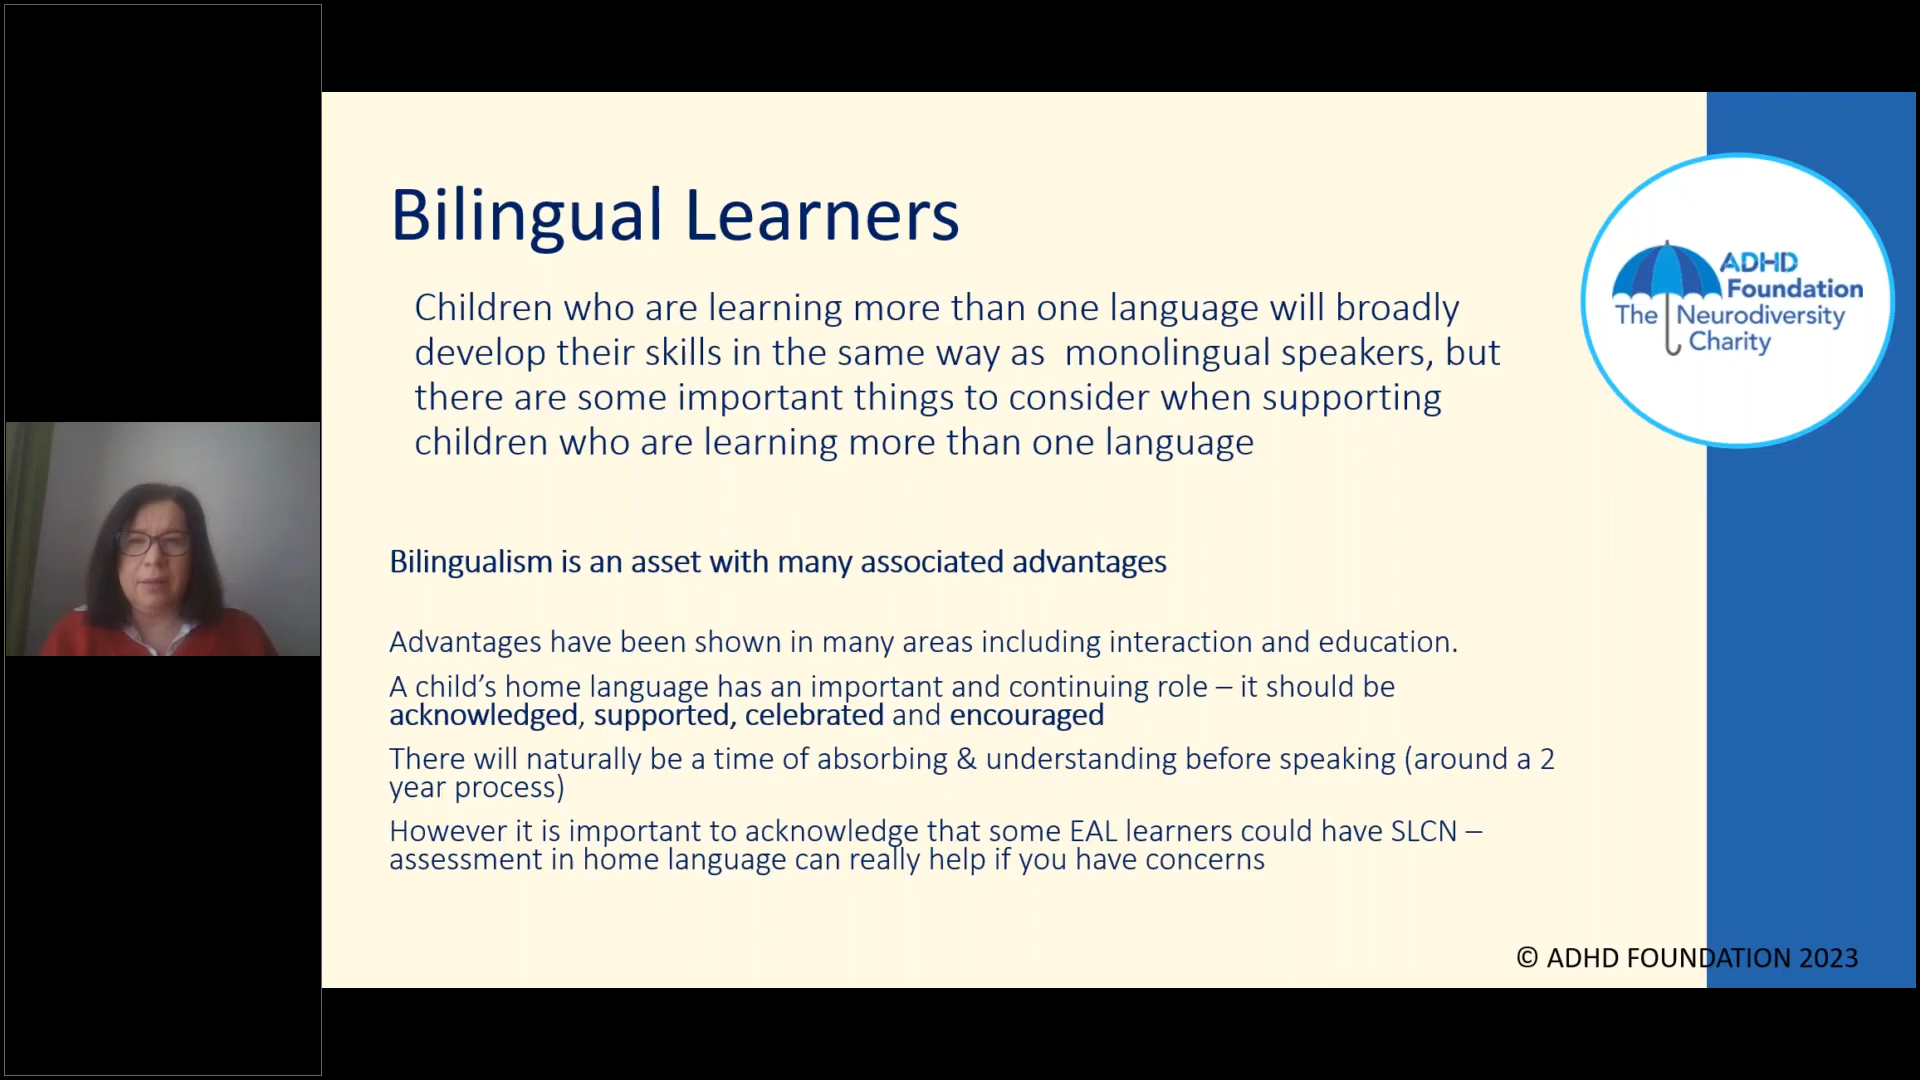 Bilingual Learners
Children who are learning more than one language will broadly
develop their skills in the same way as  monolingual speakers, but
there are some important things to consider when supporting
children who are learning more than one language
Bilingualism is an asset with many associated advantages
Advantages have been shown in many areas including interaction and education.
A child’s home language has an important and continuing role – it should be
acknowledged, supported, celebrated and encouraged
There will naturally be a time of absorbing & understanding before speaking (around a 2
year process)
However it is important to acknowledge that some EAL learners could have SLCN –
assessment in home language can really help if you have concerns
ADHD
Foundation
The Neurodiversity
Charity
© ADHD FOUNDATION 2023